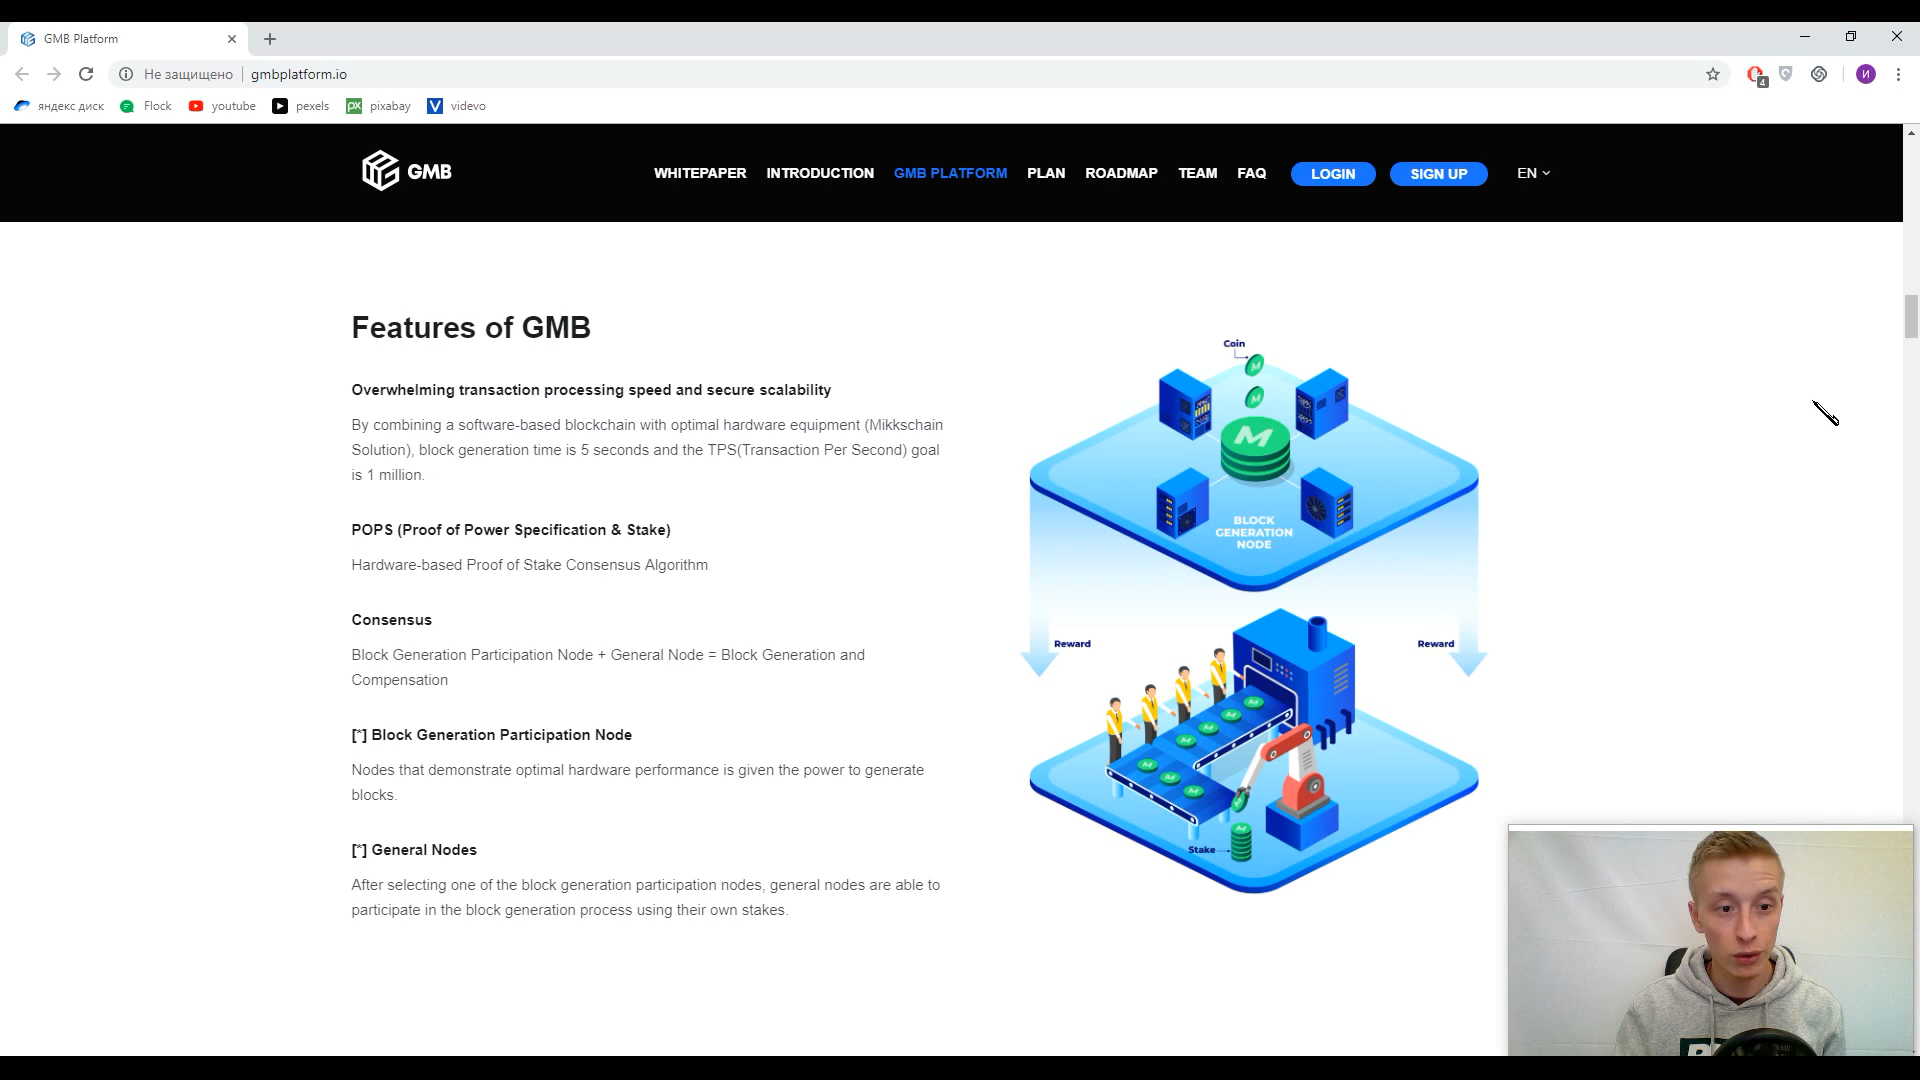 GMB Platform
Не защищено
gmbplatform.io
4
И
яндекс диск
Flock
youtube
pexels
px
pixabay
V
videvo
GMB
WHITEPAPER
INTRODUCTION
GMB PLATFORM
PLAN
ROADMAP
TEAM
FAQ
LOGIN
SIGN UP
EN
Features of GMB
Overwhelming transaction processing speed and secure scalability
By combining a software-based blockchain with optimal hardware equipment (Mikkschain
Solution), block generation time is 5 seconds and the TPS(Transaction Per Second) goal
is 1 million.
POPS (Proof of Power Specification & Stake)
Hardware-based Proof of Stake Consensus Algorithm
Consensus
Block Generation Participation Node + General Node = Block Generation and
Compensation
[*] Block Generation Participation Node
Nodes that demonstrate optimal hardware performance is given the power to generate
blocks.
[*] General Nodes
After selecting one of the block generation participation nodes, general nodes are able to
participate in the block generation process using their own stakes.
Coin
M
BLOCK
GENERATION
NODE
Reward
Reward
Stake